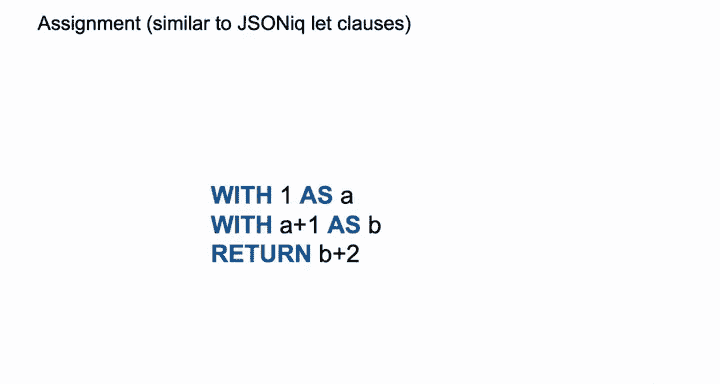 Assignment (similar to JSONiq let clauses)
WITH 1 AS a
WITH a+1 AS b
RETURN b+2